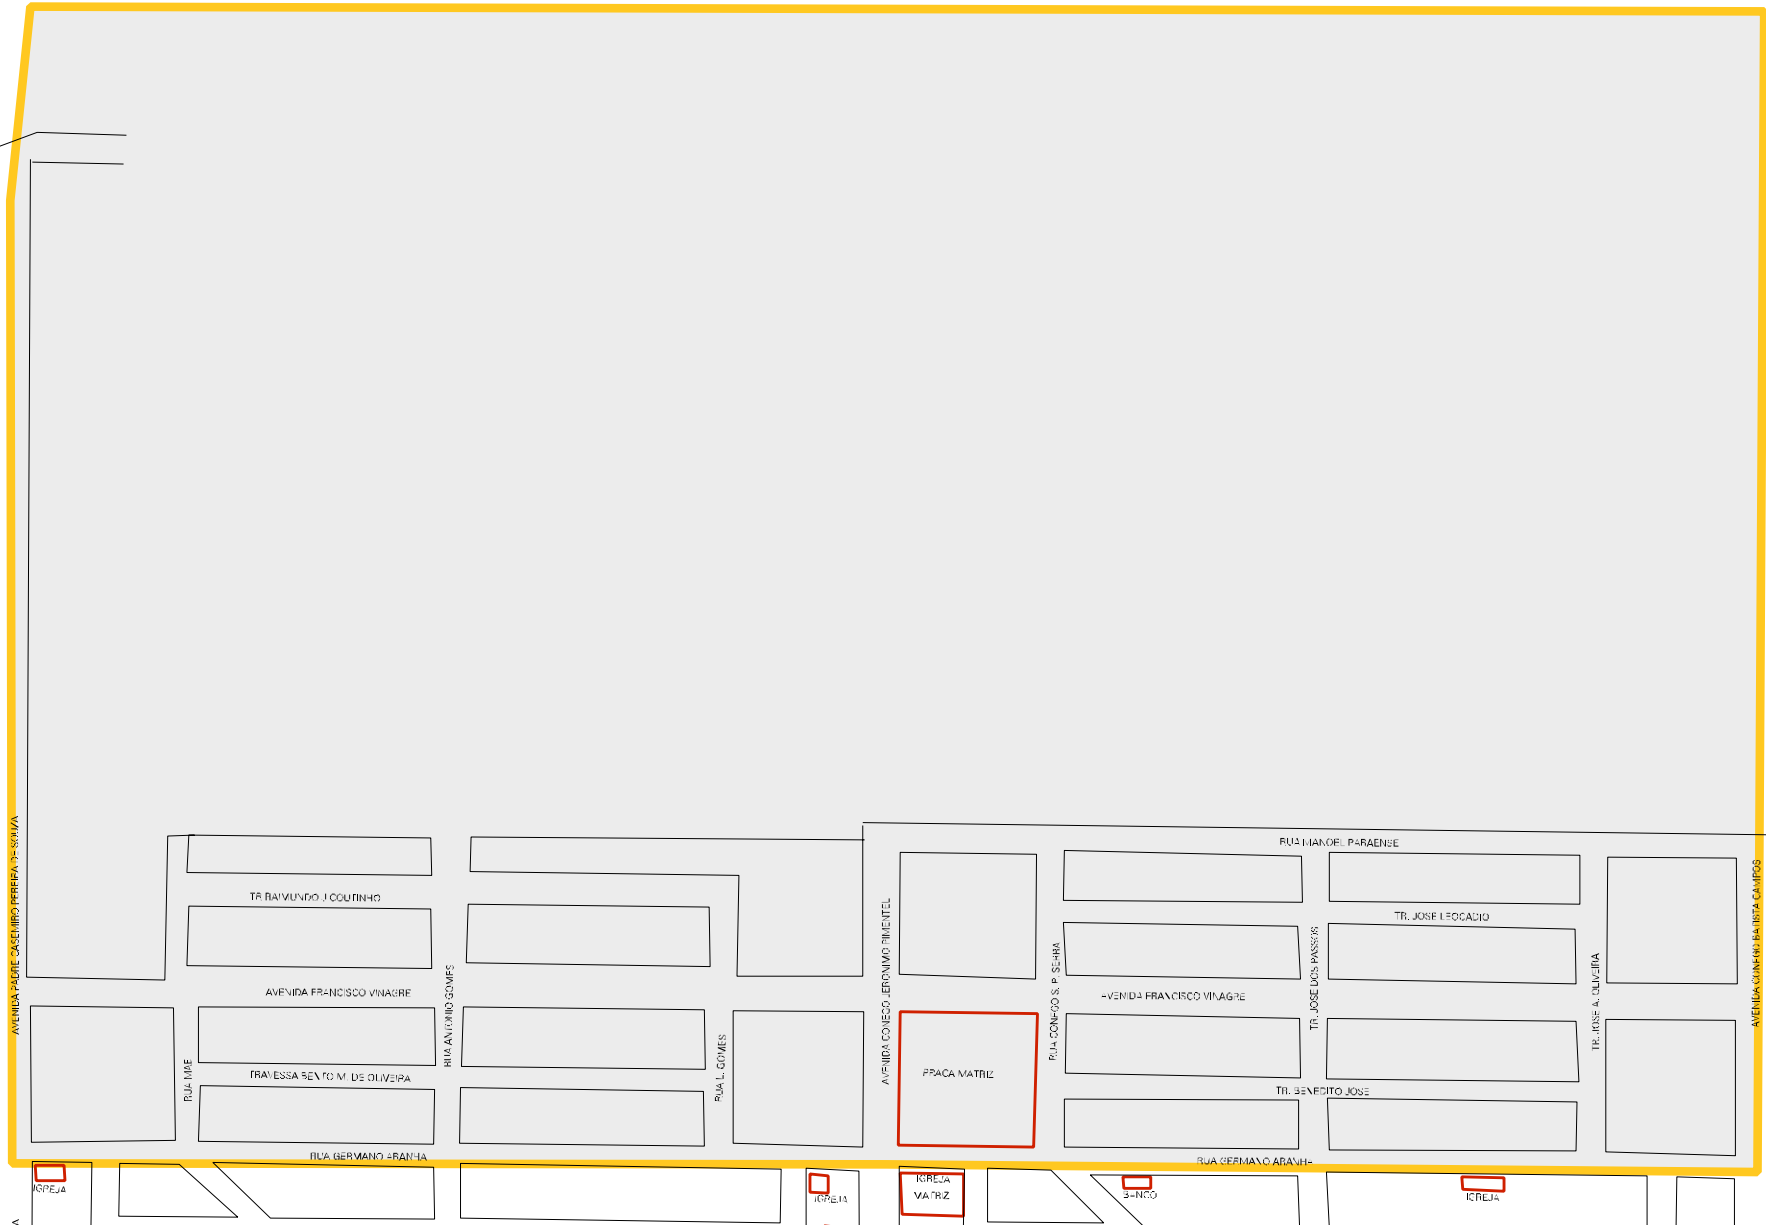 RUA MANOEL PARAENSE
TR RAIMUNDO J COUTINHO
TR. JOSE LEOCADIO
AVENIDA PADRE CASEMIRO PEREIRA DE SOUZA
AVENIDA CONEGO JERONIMO PIMENTEL
AVENIDA CONEGO BATISTA CAMPOS
RUA ANTONIO GOMES
RUA CONEGO S. P. SERRA
TR. JOSE DOS PASSOS
TR. JOSE A. OLIVEIRA
AVENIDA FRANCISCO VINAGRE
AVENIDA FRANCISCO VINAGRE
RUA MAE
RUA L. GOMES
PRACA MATRIZ
TRAVESSA BENTO M. DE OLIVEIRA
TR. BENEDITO JOSE
RUA GERMANO ARANHA
RUA GERMANO ARANHA
IGREJA
IGREJA
IGREJA
MATRIZ
BANCO
IGREJA
A